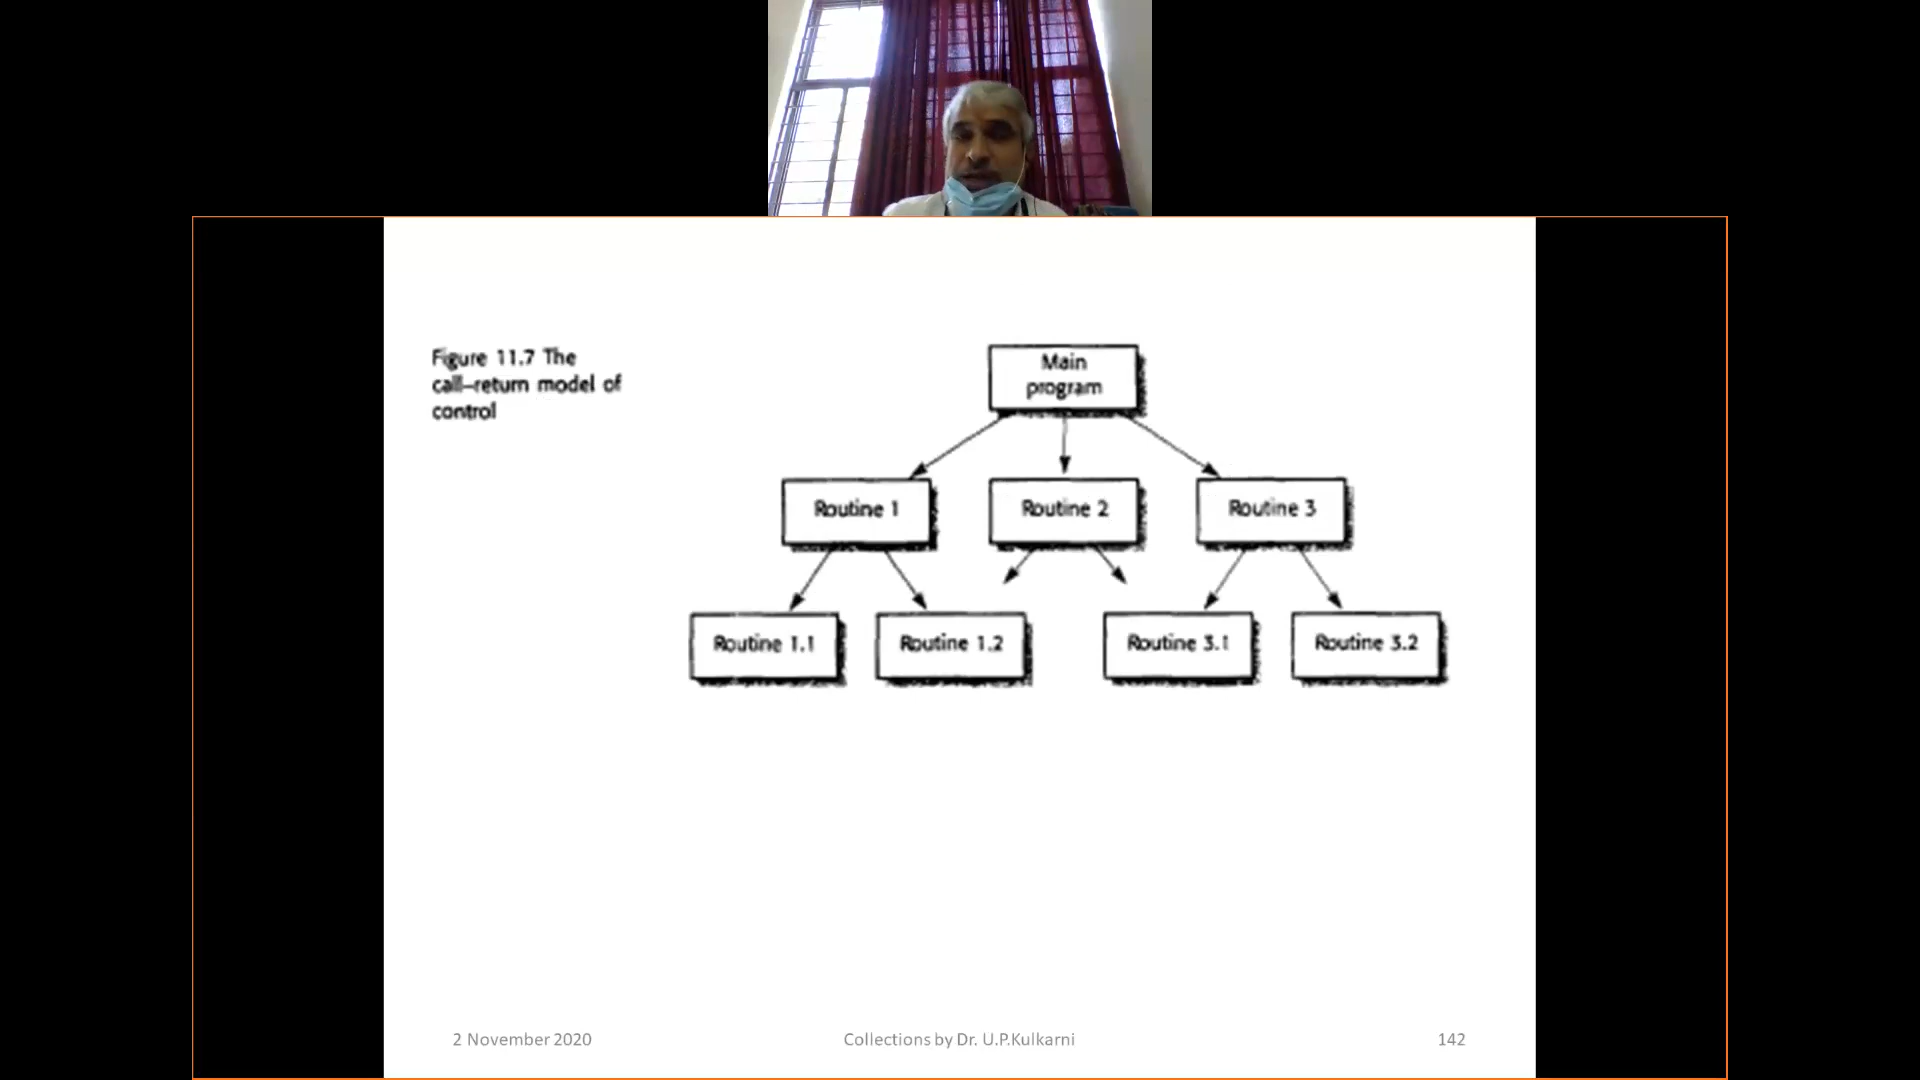 Figure 11.7 The
call–return model of
control
Main
program
Routine 1
Routine 2
Routine 3
Routine 1.1
Routine 1.2
Routine 3.1
Routine 3.2
2 November 2020
Collections by Dr. U.P.Kulkarni
142